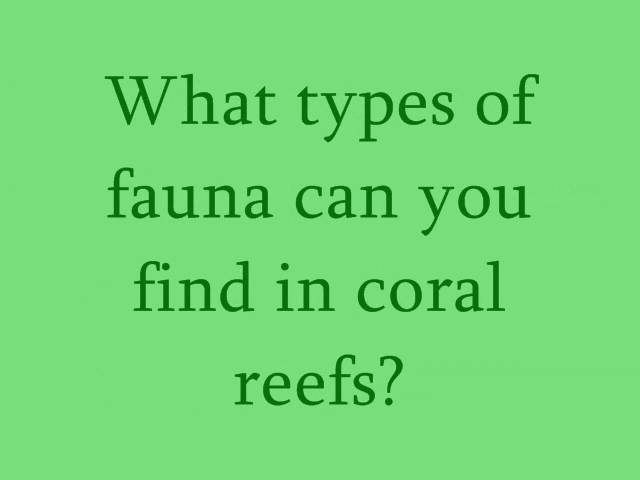 What types of
fauna can you
find in coral
reefs?